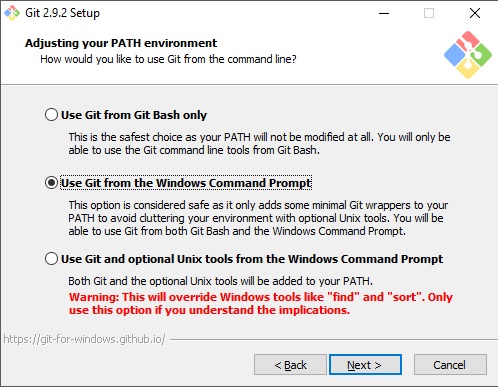 Git 2.9.2 Setup
Adjusting your PATH environment
How would you like to use Git from the command line?
Use Git from Git Bash only
This is the safest choice as your PATH will not be modified at all. You will only be
able to use the Git command line tools from Git Bash.
Use Git from the Windows Command Prompt
This option is considered safe as it only adds some minimal Git wrappers to your
PATH to avoid cluttering your environment with optional Unix tools. You will be
able to use Git from both Git Bash and the Windows Command Prompt.
Use Git and optional Unix tools from the Windows Command Prompt
Both Git and the optional Unix tools will be added to your PATH.
Warning: This will override Windows tools like "find" and "sort". Only
use this option if you understand the implications.
https://git-for-windows.github.io/
< Back Next > Cancel